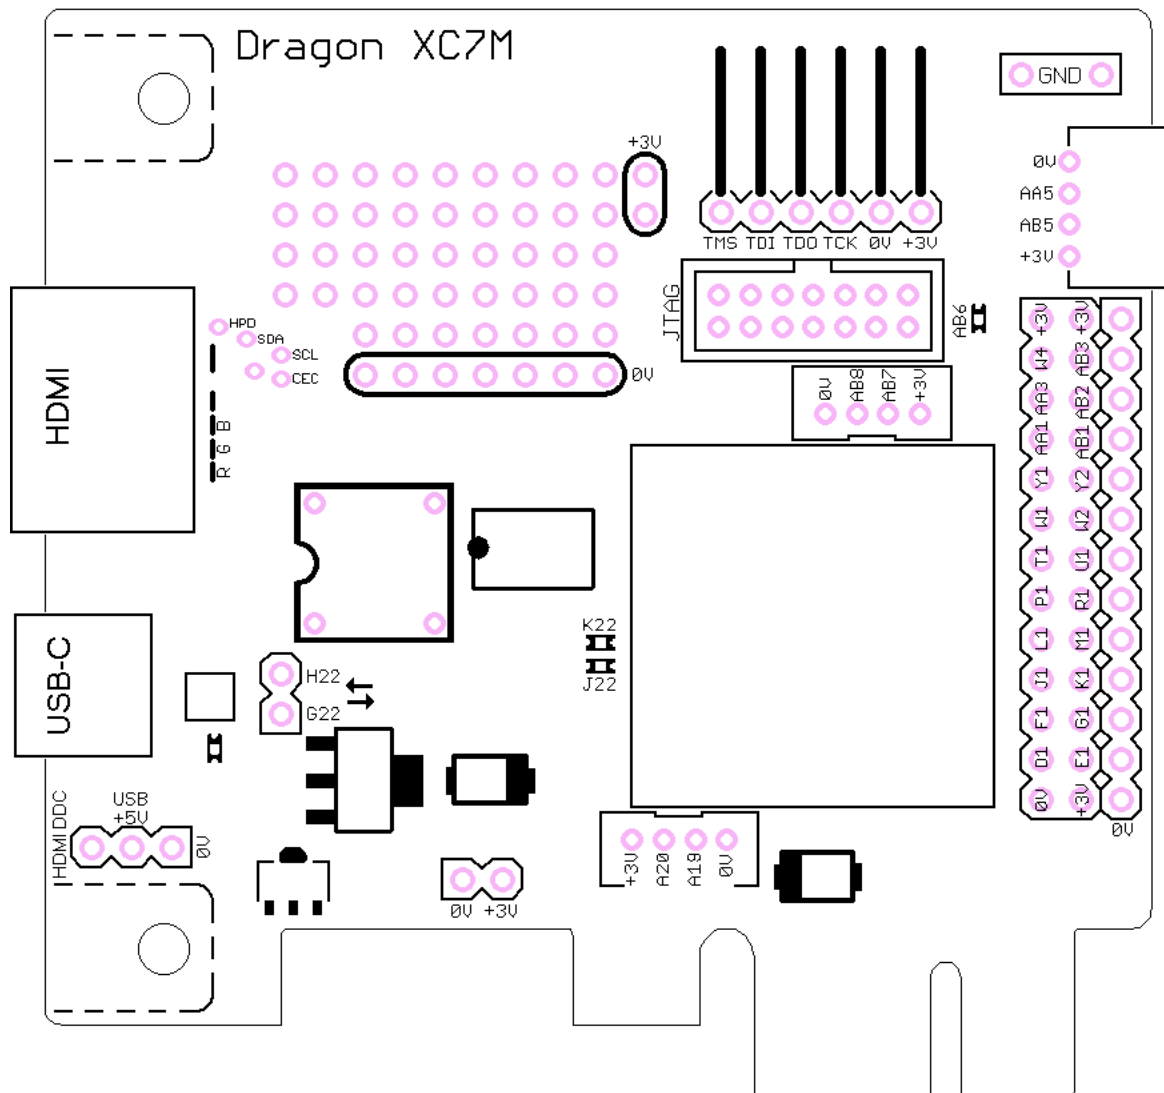 Dragon XC7M
GND
+3V
0V
AA5
AB5
+3V
TMS TDI TDO TCK 0V +3V
JTAG
AB6
HPD
SDA
SCL
CEC
0V
HDMI
B
G
R
0V AB8 AB7 +3V
+3V +3V
W4 AB3
AA3 AB2
AA1 AB1
Y1 Y2
W1 W2
T1 U1
P1 R1
L1 M1
J1 K1
F1 G1
D1 E1
0V +3V
0V
K22
J22
USB-C
H22
G22
HDMI DDC
USB
+5V
0V
0V +3V
+3V A20 A19 0V